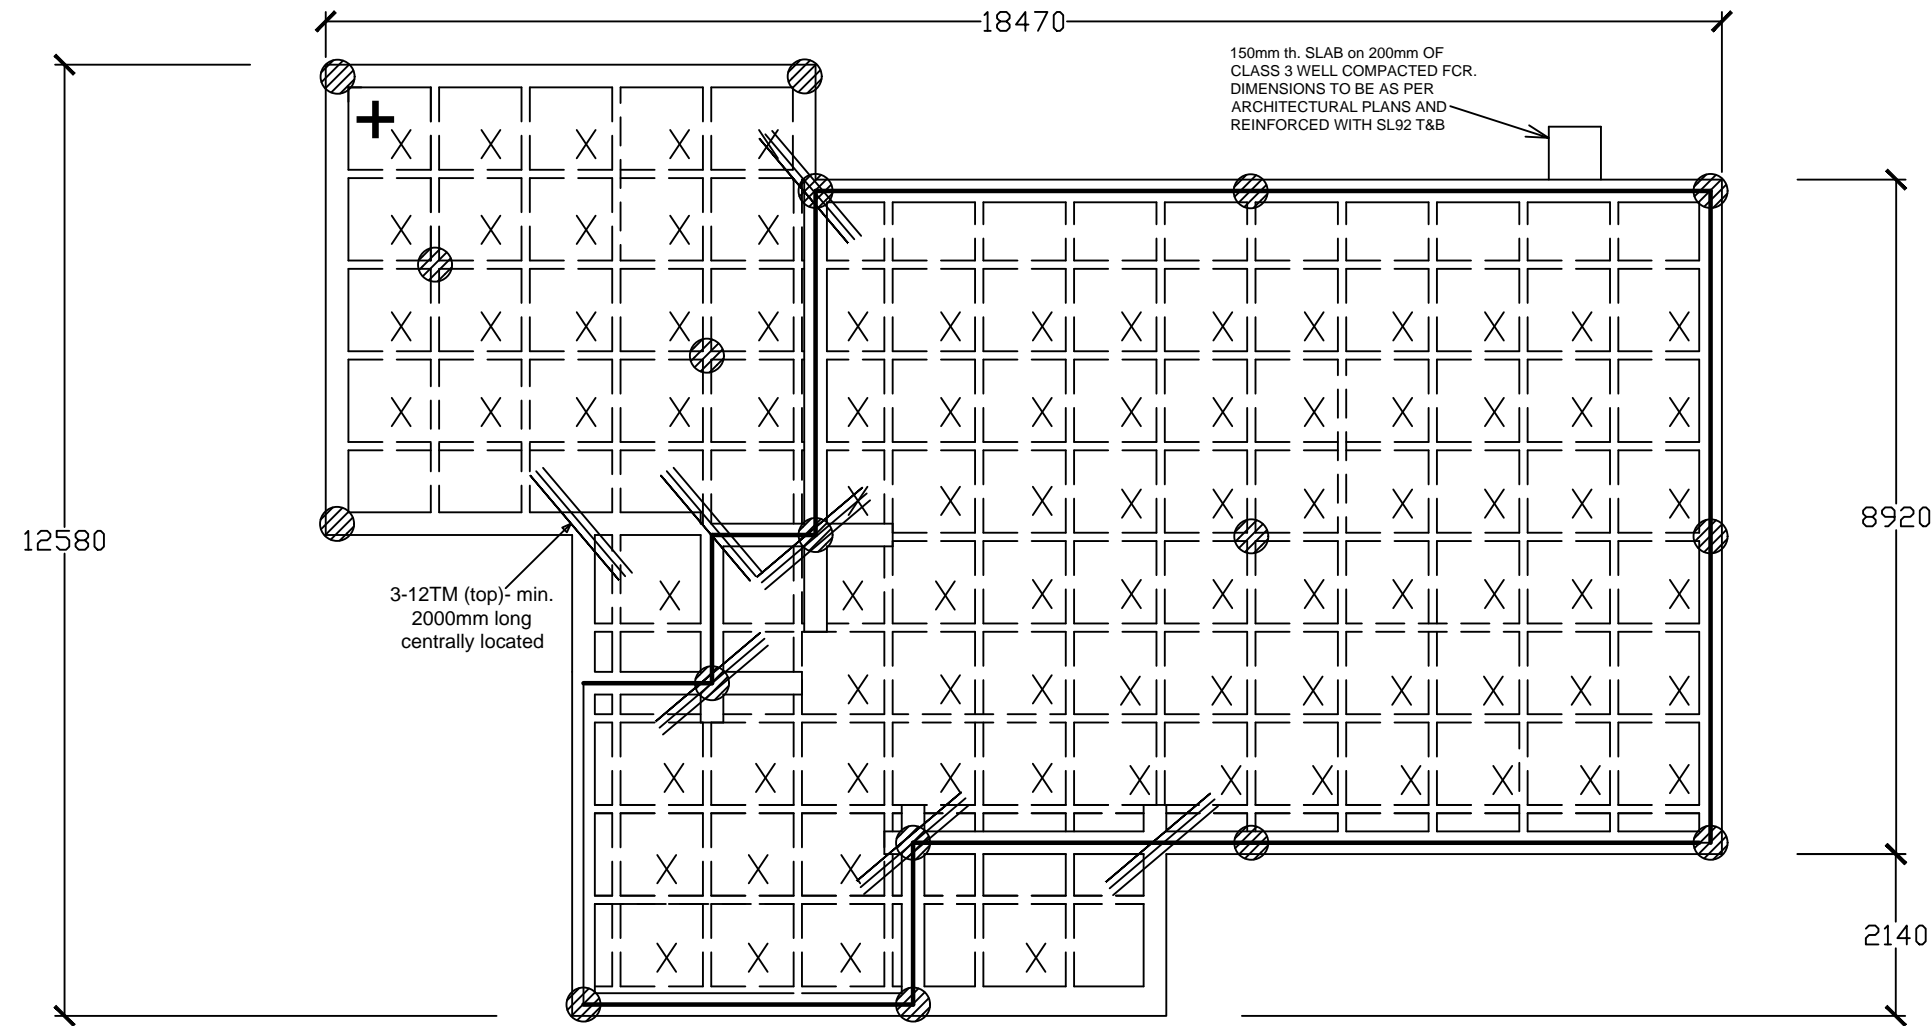 18470
150mm th. SLAB on 200mm OF
CLASS 3 WELL COMPACTED FCR.
DIMENSIONS TO BE AS PER
ARCHITECTURAL PLANS AND
REINFORCED WITH SL92 T&B
12580
8920
3-12TM (top)- min.
2000mm long
centrally located
2140